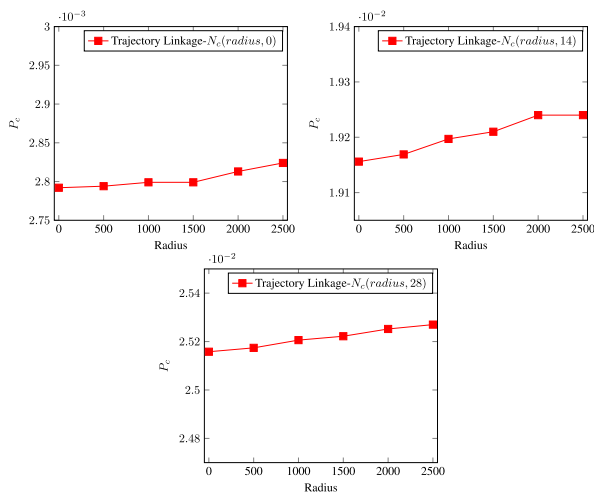 ·10⁻³
3
2.95
2.9
2.85
2.8
2.75
P_c
Trajectory Linkage-N_c(radius, 0)
0 500 1000 1500 2000 2500
Radius
·10⁻²
1.94
1.93
1.92
1.91
P_c
Trajectory Linkage-N_c(radius, 14)
0 500 1000 1500 2000 2500
Radius
·10⁻²
2.54
2.52
2.5
2.48
P_c
Trajectory Linkage-N_c(radius, 28)
0 500 1000 1500 2000 2500
Radius